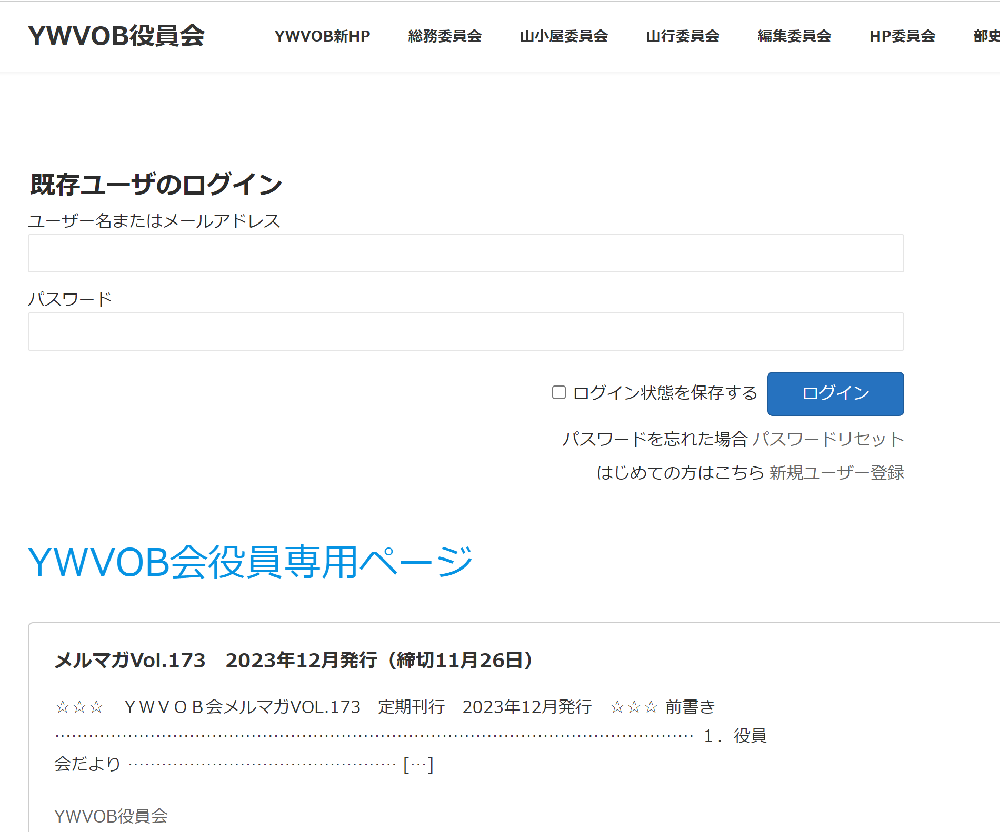 YWVOB役員会 YWVOB新HP 総務委員会 山小屋委員会 山行委員会 編集委員会 HP委員会 部史
既存ユーザのログイン
ユーザー名またはメールアドレス
パスワード
ログイン状態を保存する ログイン
パスワードを忘れた場合 パスワードリセット
はじめての方はこちら 新規ユーザー登録
YWVOB会役員専用ページ
メルマガVol.173　2023年12月発行（締切11月26日）
☆☆☆　ＹＷＶＯＢ会メルマガVOL.173　定期刊行　2023年12月発行　☆☆☆ 前書き
………………………………………………………………………………………………… １．役員
会だより ………………………………………… […]
YWVOB役員会